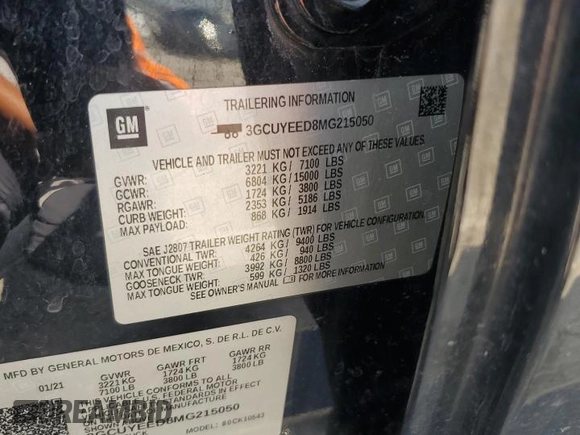 GM
TRAILERING INFORMATION
3GCUYEED8MG215050
VEHICLE AND TRAILER MUST NOT EXCEED ANY OF THESE VALUES
GVWR: 3221 KG / 7100 LBS
GCWR: 6804 KG / 15000 LBS
RGAWR: 1724 KG / 3800 LBS
CURB WEIGHT: 2353 KG / 5186 LBS
MAX PAYLOAD: 868 KG / 1914 LBS
SAE J2807 TRAILER WEIGHT RATING (TWR) FOR VEHICLE CONFIGURATION
CONVENTIONAL TWR: 4264 KG / 9400 LBS
MAX TONGUE WEIGHT: 426 KG / 940 LBS
GOOSENECK TWR: 3992 KG / 8800 LBS
MAX TONGUE WEIGHT: 599 KG / 1320 LBS
SEE OWNER'S MANUAL FOR MORE INFORMATION
MFD BY GENERAL MOTORS DE MEXICO, S. DE R.L. DE C.V.
01/21 GVWR GAWR FRT GAWR RR
3221 KG 1724 KG 1724 KG
7100 LB 3800 LB 3800 LB
VEHICLE CONFORMS TO ALL
U.S. FEDERAL MOTOR
STANDARDS IN EFFECT
3GCUYEED8MG215050
MODEL:
DREAMBID